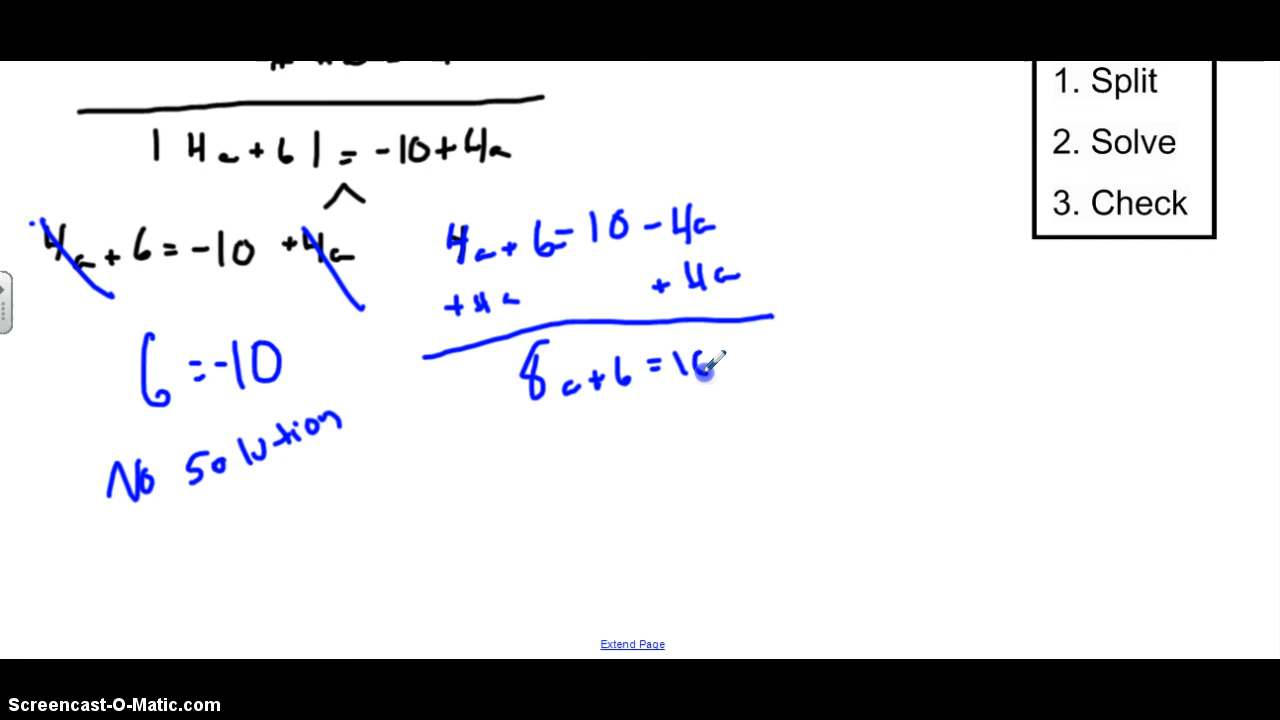 | 4a + 6 | = -10 + 4a
4a + 6 = -10 + 4a
6 = -10
No solution
4a + 6 = 10 - 4a
+4a + 4a
8a + 6 = 10
1. Split
2. Solve
3. Check
Extend Page
Screencast-O-Matic.com